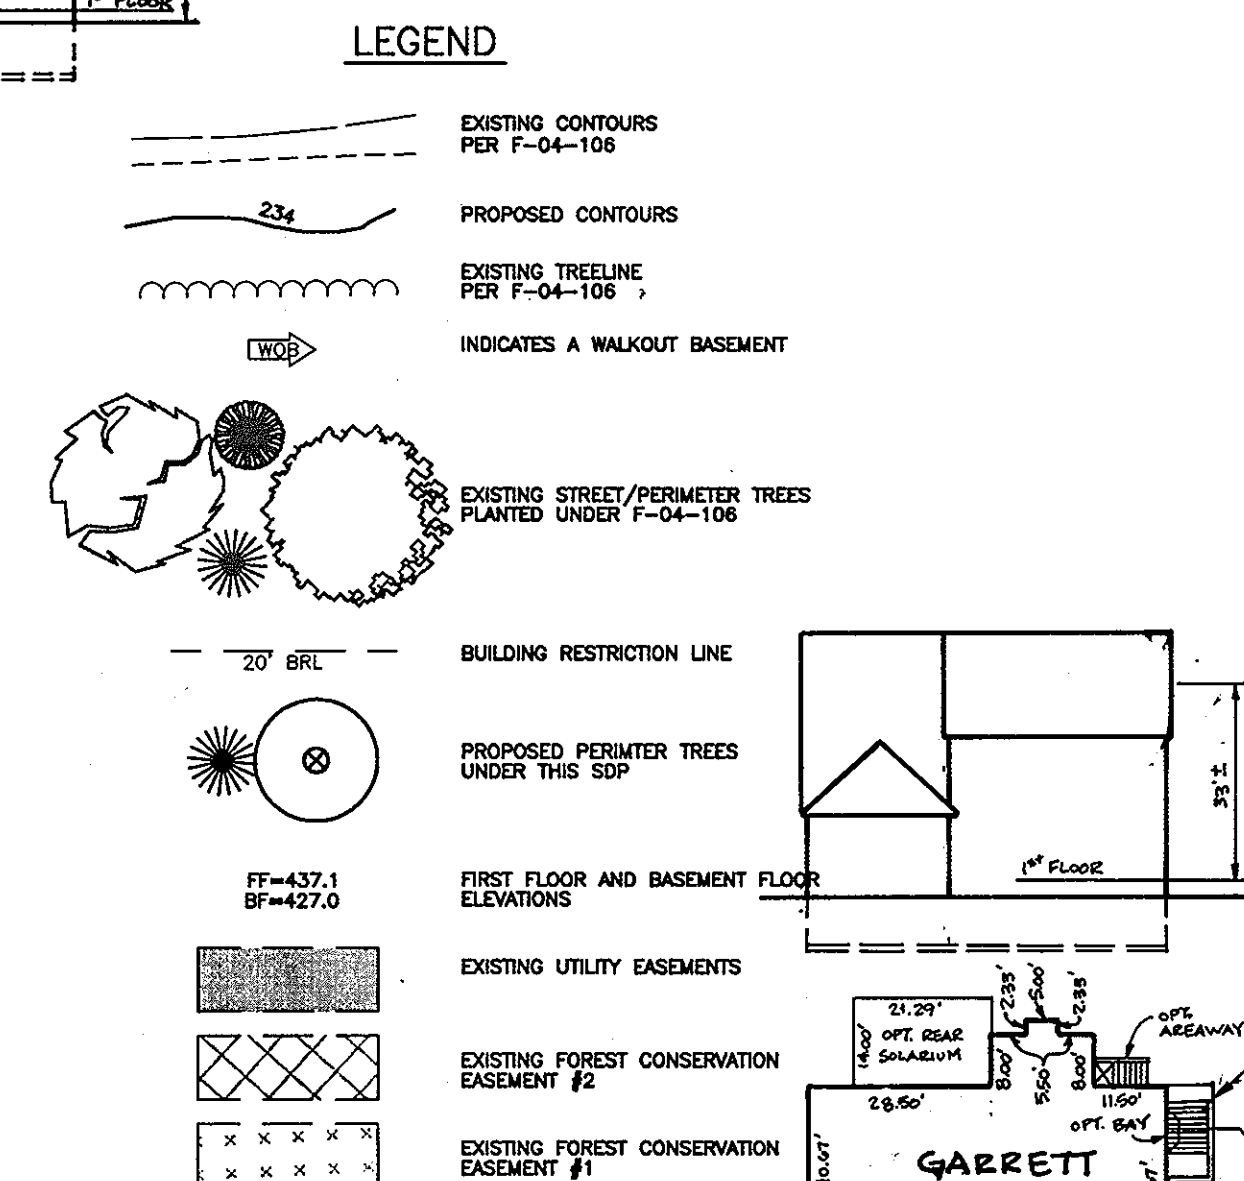 1st FLOOR
LEGEND
EXISTING CONTOURS
PER F-04-106
234
PROPOSED CONTOURS
EXISTING TREELINE
PER F-04-106
WOB
INDICATES A WALKOUT BASEMENT
EXISTING STREET/PERIMETER TREES
PLANTED UNDER F-04-106
20' BRL
BUILDING RESTRICTION LINE
PROPOSED PERIMTER TREES
UNDER THIS SDP
33'±
1st FLOOR
FF=437.1
BF=427.0
FIRST FLOOR AND BASEMENT FLOOR
ELEVATIONS
EXISTING UTILITY EASEMENTS
EXISTING FOREST CONSERVATION
EASEMENT #2
EXISTING FOREST CONSERVATION
EASEMENT #1
2.33'
5.00'
2.33'
21.29'
14.00'
OPT. REAR
SOLARIUM
8.00'
5.50'
8.00'
OPT.
AREAWAY
28.50'
11.50'
OPT. BAY
GARRETT